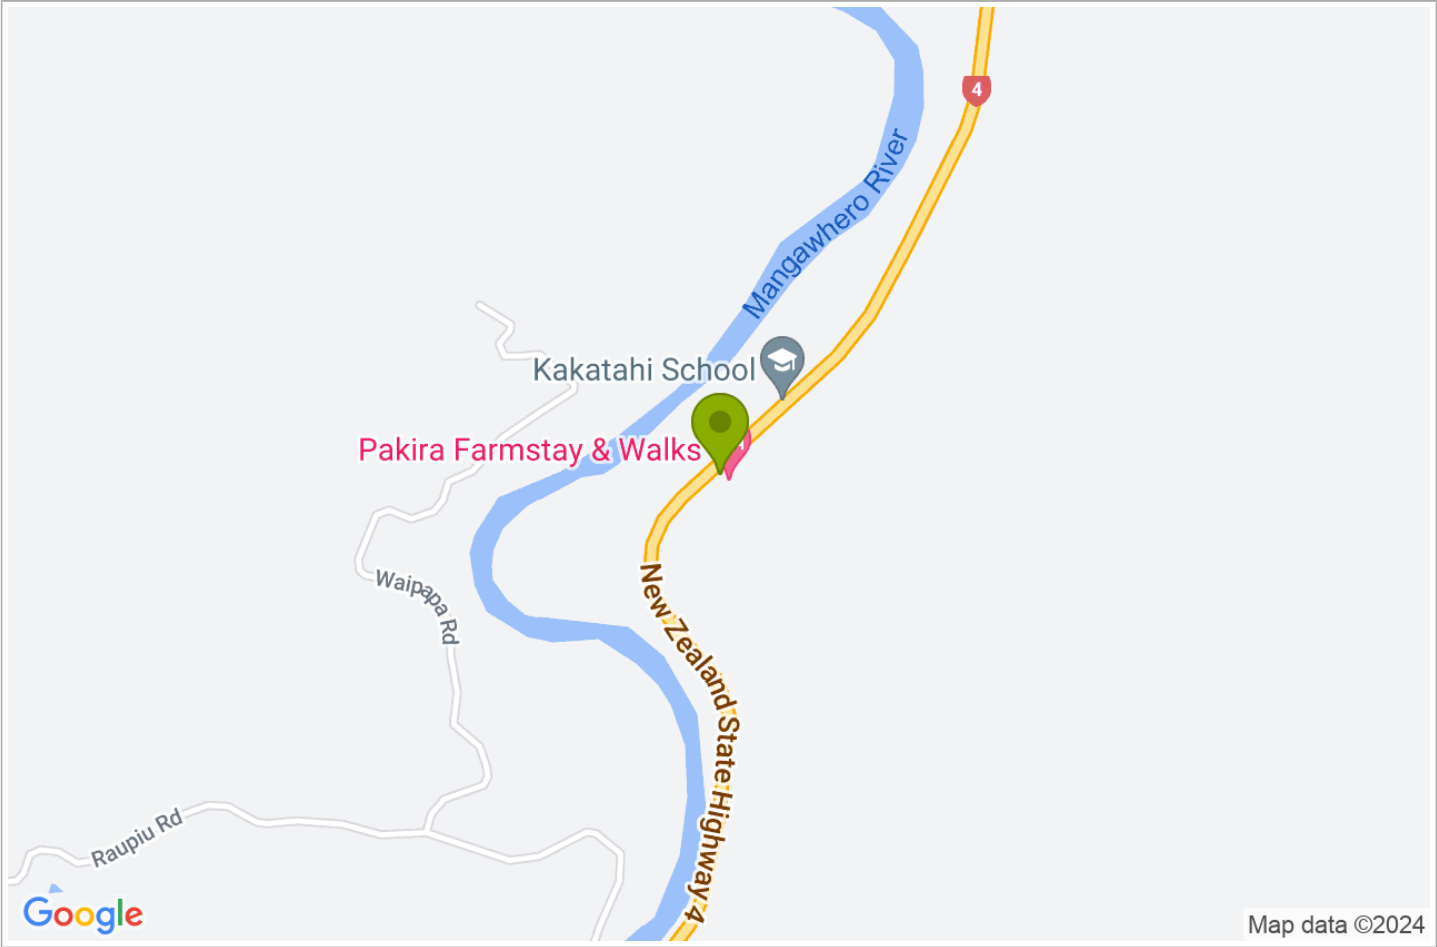 4
Mangawhero River
Kakatahi School
Pakira Farmstay & Walks
Waipapa Rd
New Zealand State Highway 4
Raupiu Rd
Google
Map data ©2024